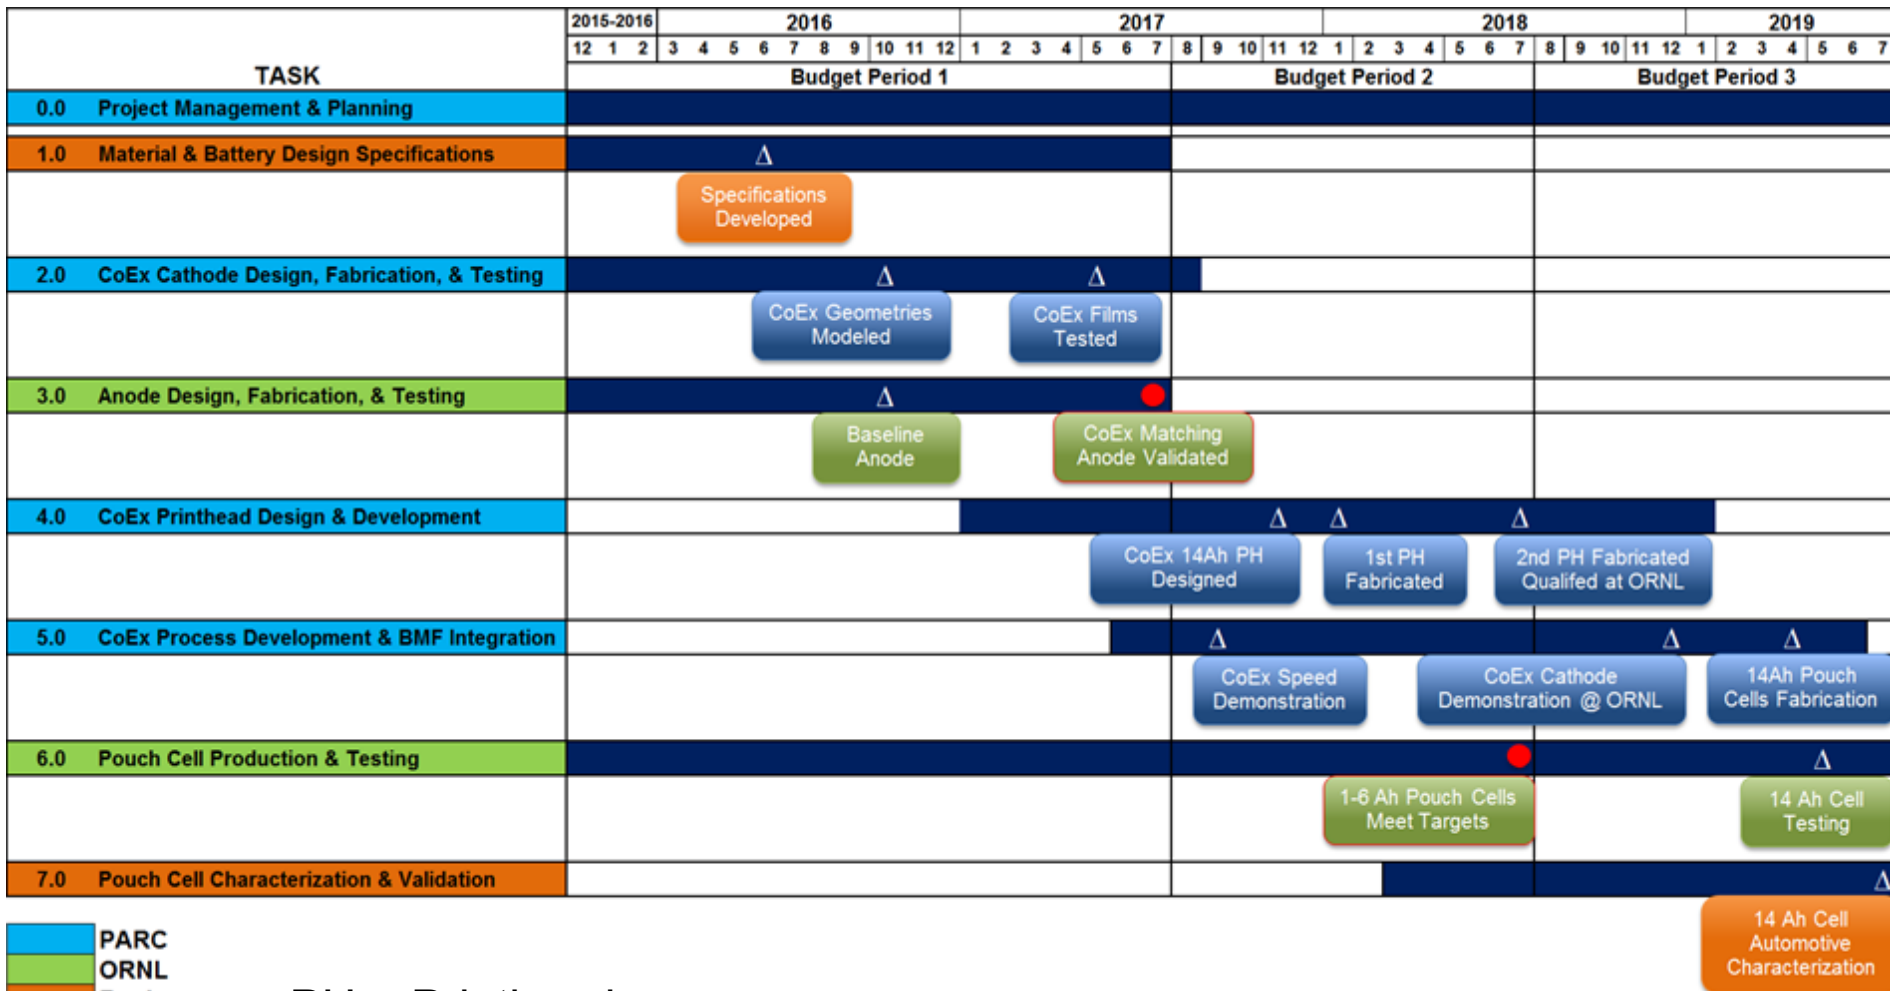 2015-2016 2016 2017 2018 2019
12 1 2 3 4 5 6 7 8 9 10 11 12 1 2 3 4 5 6 7 8 9 10 11 12 1 2 3 4 5 6 7 8 9 10 11 12 1 2 3 4 5 6 7
TASK Budget Period 1 Budget Period 2 Budget Period 3
0.0 Project Management & Planning
1.0 Material & Battery Design Specifications Δ
Specifications
Developed
2.0 CoEx Cathode Design, Fabrication, & Testing Δ Δ
CoEx Geometries
Modeled
CoEx Films
Tested
3.0 Anode Design, Fabrication, & Testing Δ
Baseline
Anode
CoEx Matching
Anode Validated
4.0 CoEx Printhead Design & Development Δ Δ Δ
CoEx 14Ah PH
Designed
1st PH
Fabricated
2nd PH Fabricated
Qualifed at ORNL
5.0 CoEx Process Development & BMF Integration Δ Δ Δ
CoEx Speed
Demonstration
CoEx Cathode
Demonstration @ ORNL
14Ah Pouch
Cells Fabrication
6.0 Pouch Cell Production & Testing Δ
1-6 Ah Pouch Cells
Meet Targets
14 Ah Cell
Testing
7.0 Pouch Cell Characterization & Validation Δ
14 Ah Cell
Automotive
Characterization
PARC
ORNL